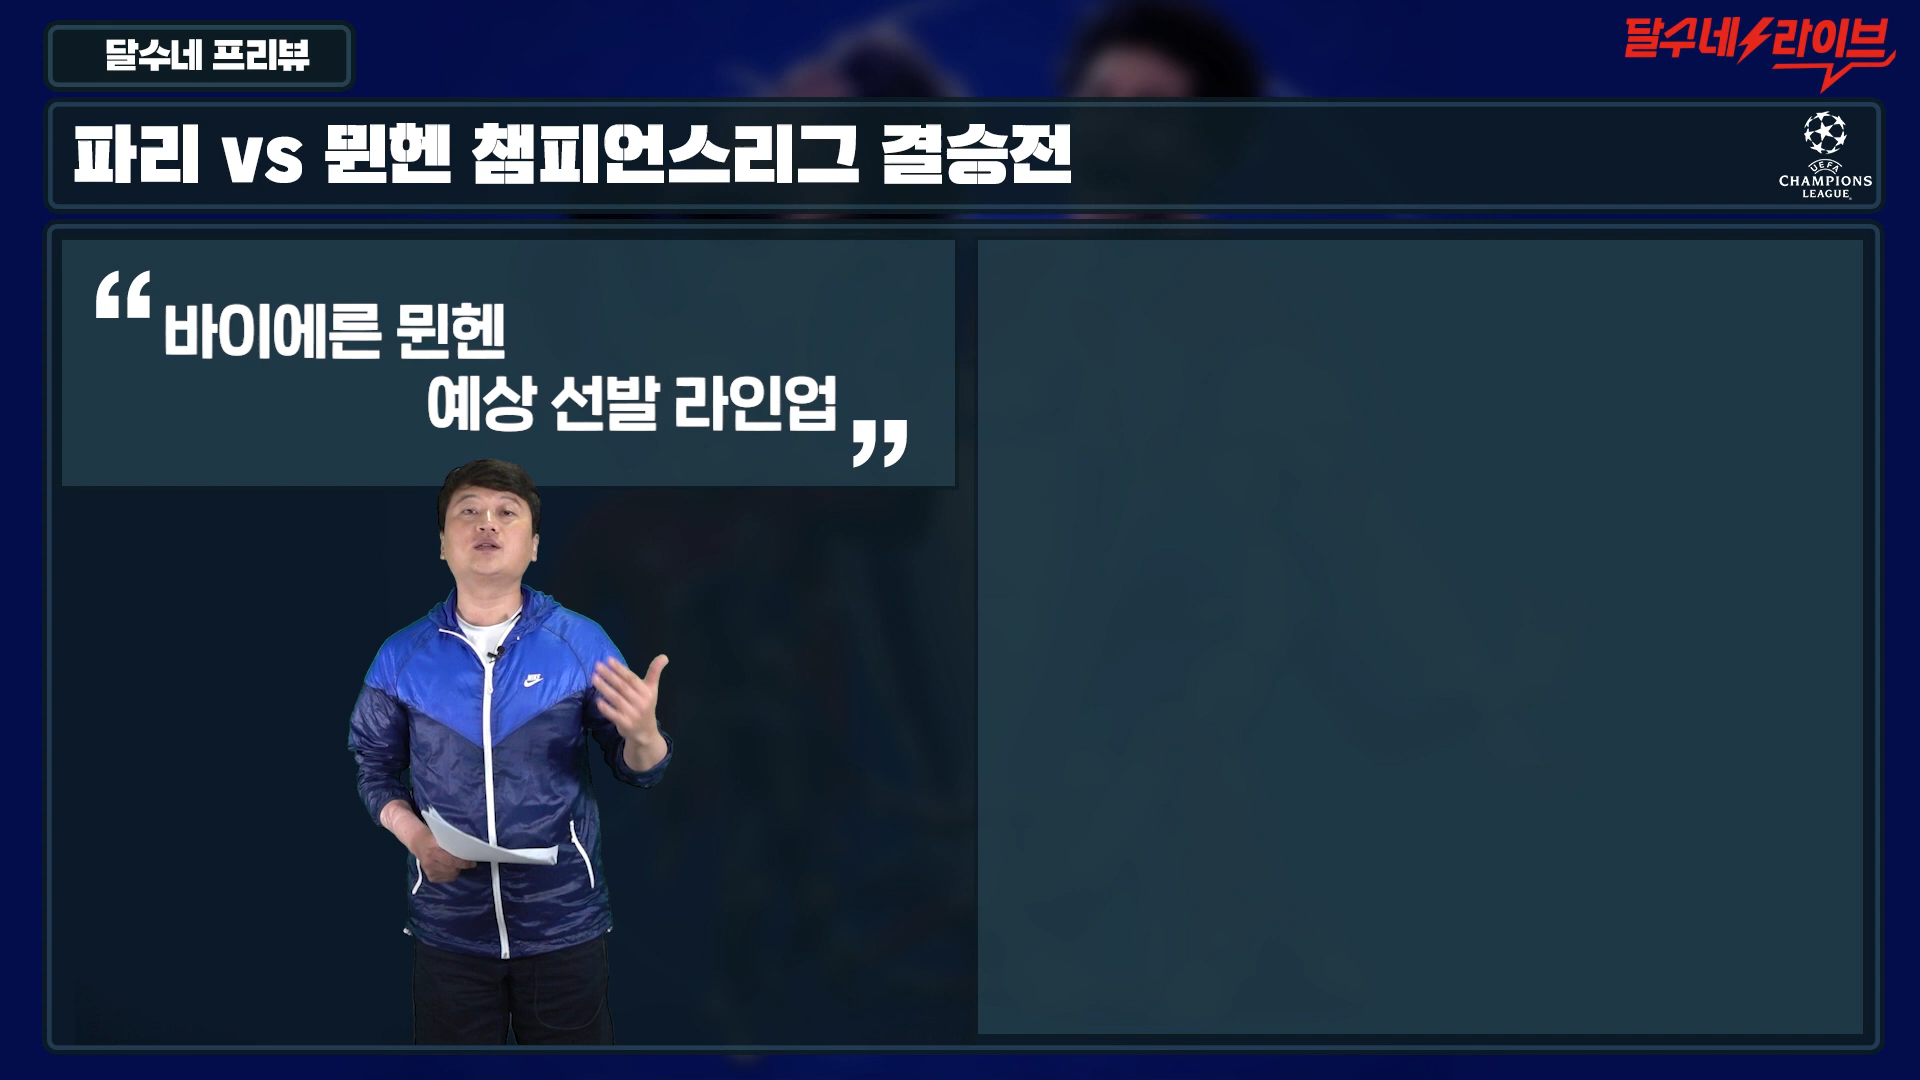 달수네 프리뷰
달수네 라이브
파리 vs 뮌헨 챔피언스리그 결승전
UEFA
CHAMPIONS
LEAGUE
“바이에른 뮌헨
예상 선발 라인업”
NIKE